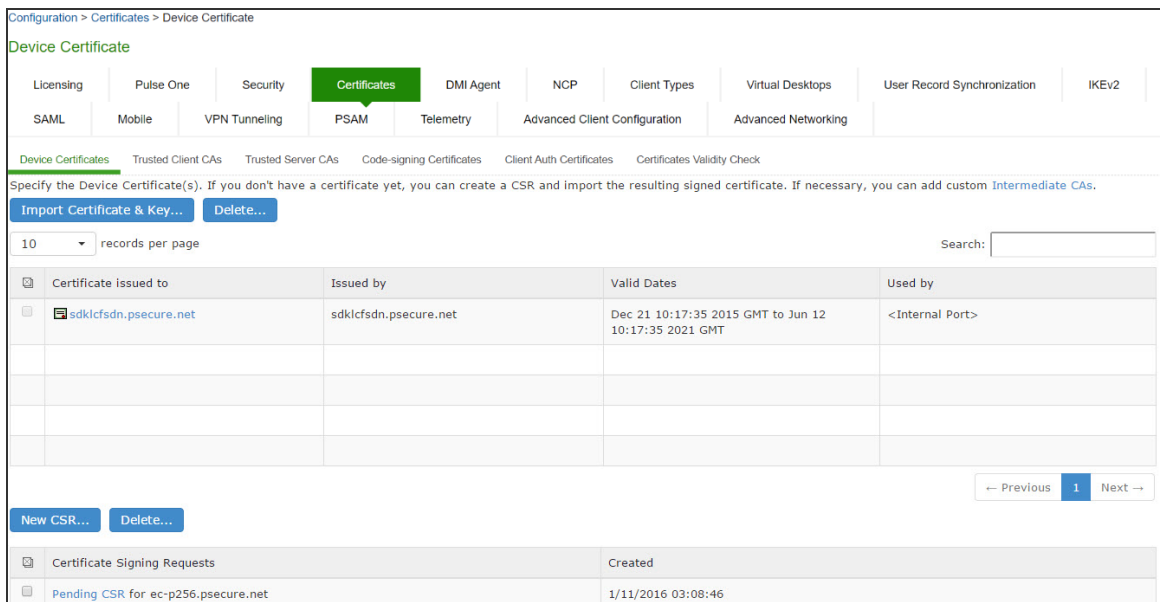 Configuration > Certificates > Device Certificate
Device Certificate
Licensing Pulse One Security Certificates DMI Agent NCP Client Types Virtual Desktops User Record Synchronization IKEv2
SAML Mobile VPN Tunneling PSAM Telemetry Advanced Client Configuration Advanced Networking
Device Certificates Trusted Client CAs Trusted Server CAs Code-signing Certificates Client Auth Certificates Certificates Validity Check
Specify the Device Certificate(s). If you don't have a certificate yet, you can create a CSR and import the resulting signed certificate. If necessary, you can add custom Intermediate CAs.
Import Certificate & Key... Delete...
10 records per page Search:
Certificate issued to Issued by Valid Dates Used by
sdklcfsdn.psecure.net sdklcfsdn.psecure.net Dec 21 10:17:35 2015 GMT to Jun 12 <Internal Port>
10:17:35 2021 GMT
← Previous 1 Next →
New CSR... Delete...
Certificate Signing Requests Created
Pending CSR for ec-p256.psecure.net 1/11/2016 03:08:46